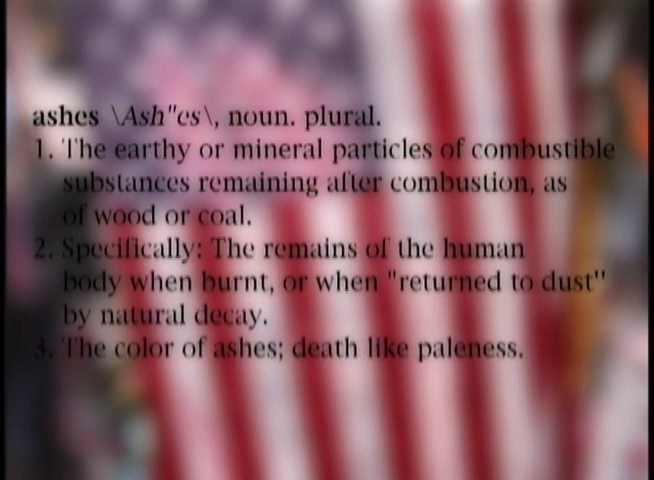 ashes \Ash"es\, noun. plural.
1. The earthy or mineral particles of combustible
substances remaining after combustion, as
of wood or coal.
2. Specifically: The remains of the human
body when burnt, or when "returned to dust"
by natural decay.
3. The color of ashes; death like paleness.